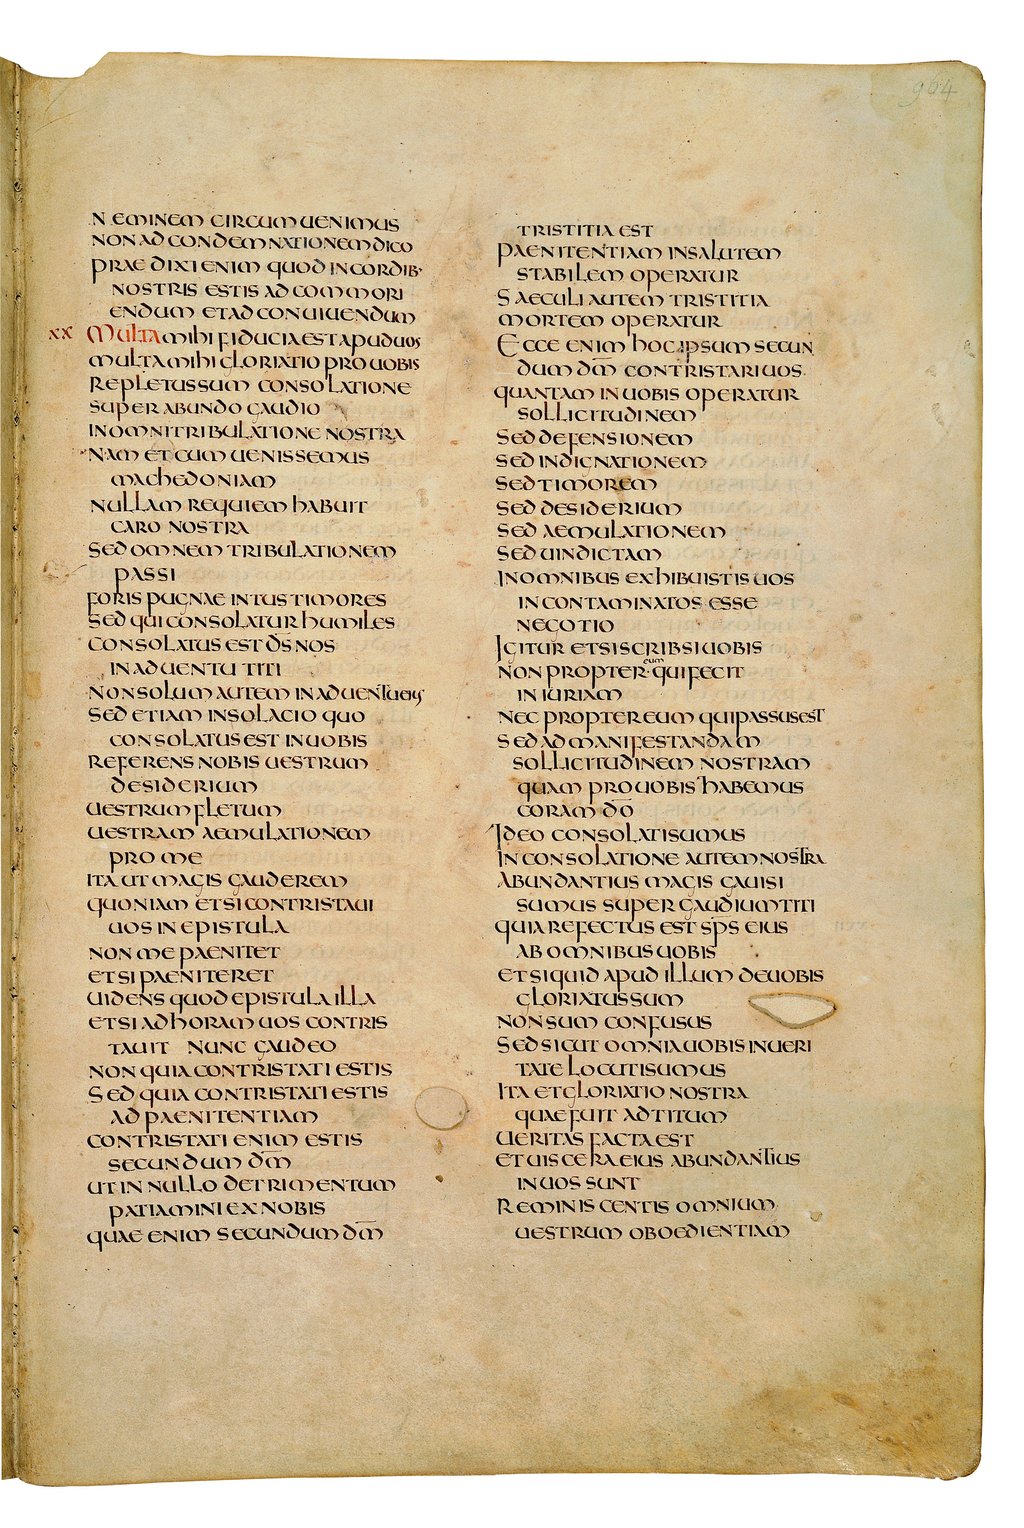 964
NEMINEM CIRCUMUENIMUS
NON AD CONDEMNATIONEM DICO
PRAEDIXI ENIM QUOD IN CORDIB·
NOSTRIS ESTIS AD COMMORI
ENDUM ET AD CONUIUENDUM
XX MULTA MIHI FIDUCIA EST APUD UOS
MULTA MIHI GLORIATIO PRO UOBIS
REPLETUS SUM CONSOLATIONE
SUPERABUNDO GAUDIO
IN OMNI TRIBULATIONE NOSTRA
NAM ET CUM UENISSEMUS
MACHEDONIAM
NULLAM REQUIEM HABUIT
CARO NOSTRA
SED OMNEM TRIBULATIONEM
PASSI
FORIS PUGNAE INTUS TIMORES
SED QUI CONSOLATUR HUMILES
CONSOLATUS EST D̅S̅ NOS
IN ADUENTU TITI
NON SOLUM AUTEM IN ADUENTU EIUS
SED ETIAM IN SOLACIO QUO
CONSOLATUS EST IN UOBIS
REFERENS NOBIS UESTRUM
DESIDERIUM
UESTRUM FLETUM
UESTRAM AEMULATIONEM
PRO ME
ITA UT MAGIS GAUDEREM
QUONIAM ETSI CONTRISTAUI
UOS IN EPISTULA
NON ME PAENITET
ETSI PAENITERET
UIDENS QUOD EPISTULA ILLA
ETSI AD HORAM UOS CONTRIS
TAUIT NUNC GAUDEO
NON QUIA CONTRISTATI ESTIS
SED QUIA CONTRISTATI ESTIS
AD PAENITENTIAM
CONTRISTATI ENIM ESTIS
SECUNDUM D̅M̅
UT IN NULLO DETRIMENTUM
PATIAMINI EX NOBIS
QUAE ENIM SECUNDUM D̅M̅
TRISTITIA EST
PAENITENTIAM IN SALUTEM
STABILEM OPERATUR
SAECULI AUTEM TRISTITIA
MORTEM OPERATUR
ECCE ENIM HOC IPSUM SECUN
DUM D̅M̅ CONTRISTARI UOS
QUANTAM IN UOBIS OPERATUR
SOLLICITUDINEM
SED DEFENSIONEM
SED INDIGNATIONEM
SED TIMOREM
SED DESIDERIUM
SED AEMULATIONEM
SED UINDICTAM
IN OMNIBUS EXHIBUISTIS UOS
INCONTAMINATOS ESSE
NEGOTIO
IGITUR ETSI SCRIBSI UOBIS
NON PROPTER eum QUI FECIT
INIURIAM
NEC PROPTER EUM QUI PASSUS EST
SED AD MANIFESTANDAM
SOLLICITUDINEM NOSTRAM
QUAM PRO UOBIS HABEMUS
CORAM D̅O̅
IDEO CONSOLATI SUMUS
IN CONSOLATIONE AUTEM NOSTRA
ABUNDANTIUS MAGIS GAUISI
SUMUS SUPER GAUDIUM TITI
QUIA REFECTUS EST S̅P̅S̅ EIUS
AB OMNIBUS UOBIS
ET SI QUID APUD ILLUM DE UOBIS
GLORIATUS SUM
NON SUM CONFUSUS
SED SICUT OMNIA UOBIS IN UERI
TATE LOCUTI SUMUS
ITA ET GLORIATIO NOSTRA
QUAE FUIT AD TITUM
UERITAS FACTA EST
ET UISCERA EIUS ABUNDANTIUS
IN UOS SUNT
REMINISCENTIS OMNIUM
UESTRUM OBOEDIENTIAM